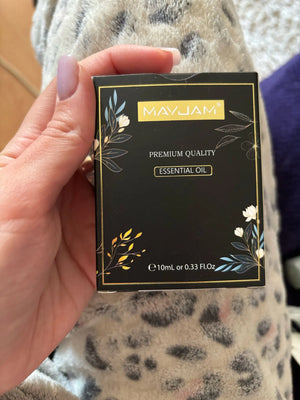 MAYJAM®
PREMIUM QUALITY
ESSENTIAL OIL
℮10mL or 0.33 Fl.Oz